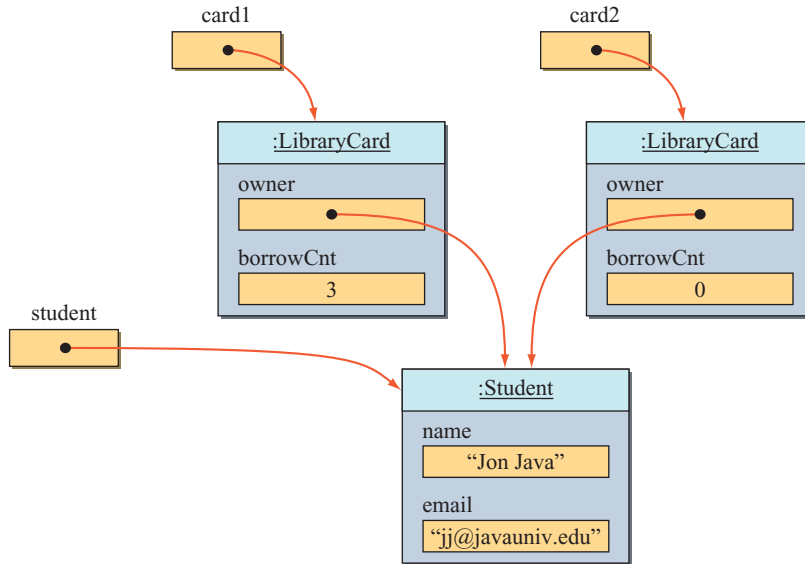 card1
card2
:LibraryCard
:LibraryCard
owner
owner
borrowCnt
borrowCnt
3
0
student
:Student
name
“Jon Java”
email
“jj@javauniv.edu”